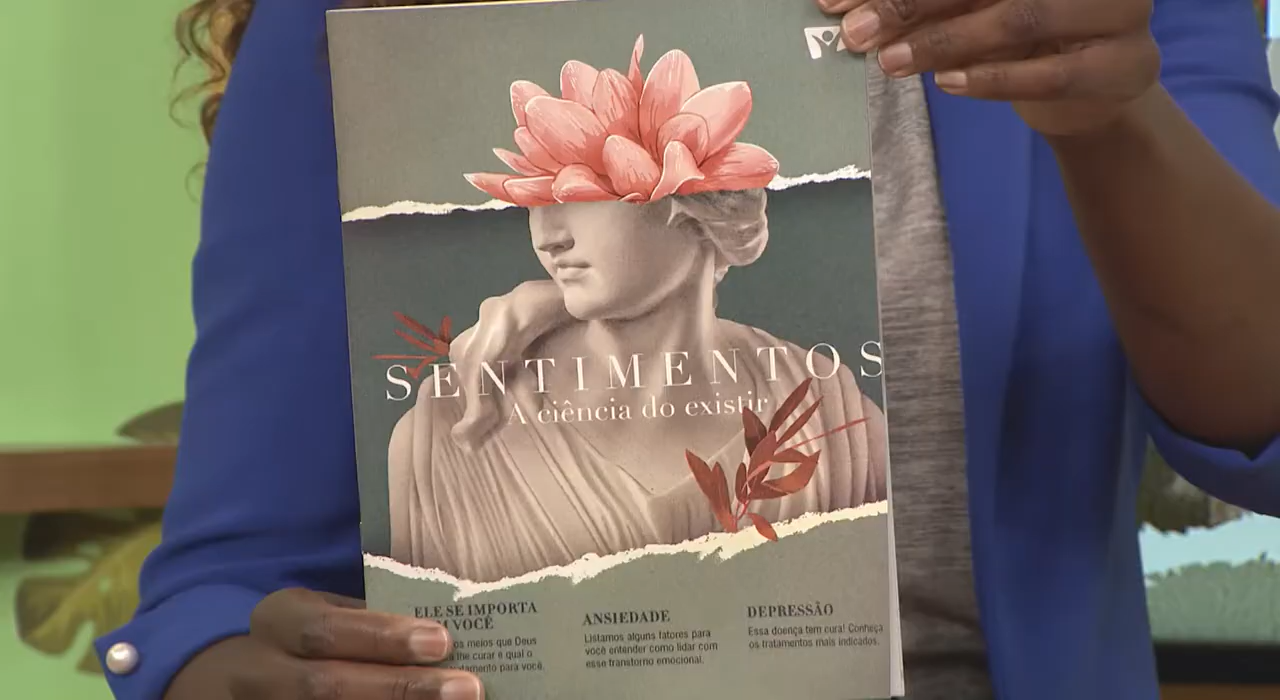 SENTIMENTOS
A ciência do existir
ELE SE IMPORTA
VOCÊ
os meios que Deus
lhe curar e qual o
para você.
ANSIEDADE
Listamos alguns fatores para
você entender como lidar com
esse transtorno emocional.
DEPRESSÃO
Essa doença tem cura! Conheça
os tratamentos mais indicados.